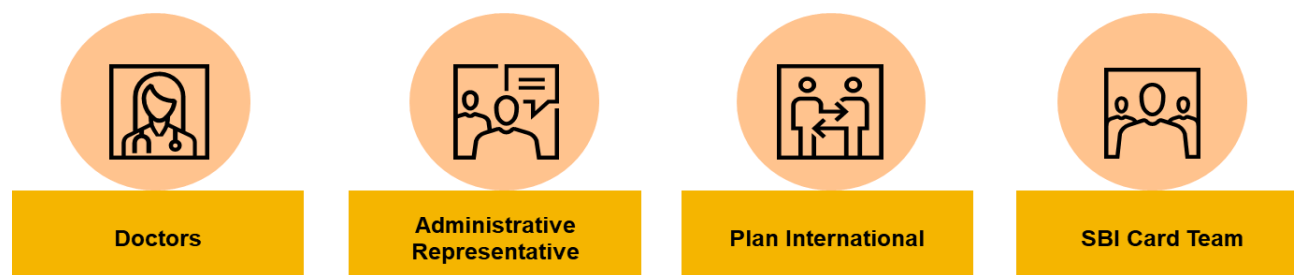 Doctors
Administrative
Representative
Plan International
SBI Card Team